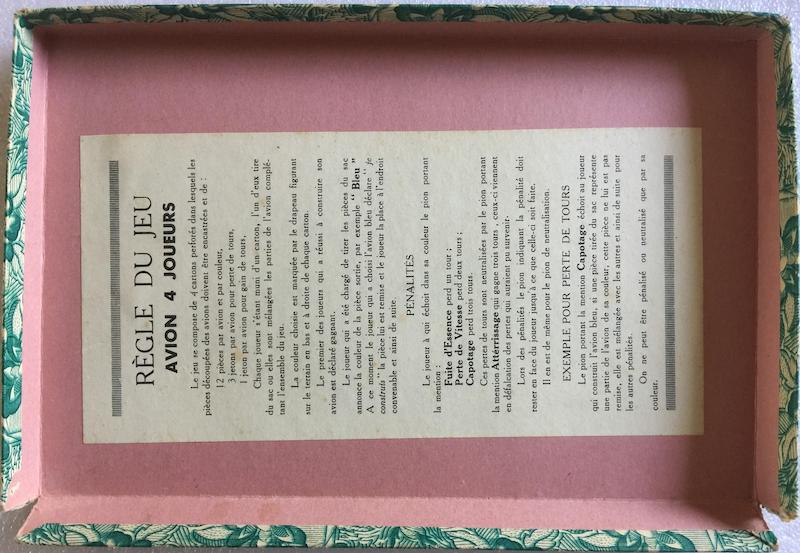 RÈGLE DU JEU
AVION 4 JOUEURS
Le jeu se compose de 4 cartons perforés dans lesquels les
pièces découpées des avions doivent être encastrées et de :
12 pièces par avion et par couleur,
3 jetons par avion pour perte de tours,
1 jeton par avion pour gain de tours,
Chaque joueur s'étant muni d'un carton, l'un d'eux tire
du sac ou elles sont mélangées les parties de l'avion complé-
tant l'ensemble du jeu.
La couleur choisie est marquée par le drapeau figurant
sur le terrain en bas et à droite de chaque carton.
Le premier des joueurs qui a réussi à construire son
avion est déclaré gagnant.
Le joueur qui a été chargé de tirer les pièces du sac
annonce la couleur de la pièce sortie, par exemple " Bleu "
A ce moment le joueur qui a choisi l'avion bleu déclare " je
construis " la pièce lui est remise et le joueur la place à l'endroit
convenable et ainsi de suite.
PENALITÉS
Le joueur à qui échoit dans sa couleur le pion portant
la mention :
Fuite d'Essence perd un tour ;
Perte de Vitesse perd deux tours ;
Capotage perd trois tours.
Ces pertes de tours sont neutralisées par le pion portant
la mention Attérrissage qui gagne trois tours , ceux-ci viennent
en défalcation des pertes qui auraient pu survenir.
Lors des pénalités le pion indiquant la pénalité doit
rester en face du joueur jusqu'à ce que celle-ci soit faite.
Il en est de même pour le pion de neutralisation.
EXEMPLE POUR PERTE DE TOURS
Le pion portant la mention Capotage échoit au joueur
qui construit l'avion bleu, si une pièce tirée du sac représente
une partie de l'avion de sa couleur, cette pièce ne lui est pas
remise, elle est mélangée avec les autres et ainsi de suite pour
les autres pénalités.
On ne peut être pénalisé ou neutralisé que par sa
couleur.